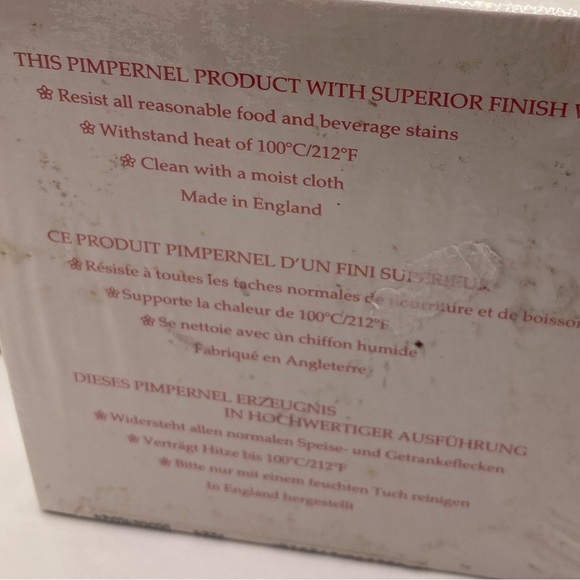 THIS PIMPERNEL PRODUCT WITH SUPERIOR FINISH
Resist all reasonable food and beverage stains
Withstand heat of 100°C/212°F
Clean with a moist cloth
Made in England
CE PRODUIT PIMPERNEL D'UN FINI SUPERIEUR
Résiste à toutes les taches normales de nourriture et de boisson
Supporte la chaleur de 100°C/212°F
Se nettoie avec un chiffon humide
Fabriqué en Angleterre
DIESES PIMPERNEL ERZEUGNIS
IN HOCHWERTIGER AUSFÜHRUNG
Widersteht allen normalen Speise- und Getrankeflecken
Verträgt Hitze bis 100°C/212°F
Bitte nur mit einem feuchten Tuch reinigen
In England hergestellt